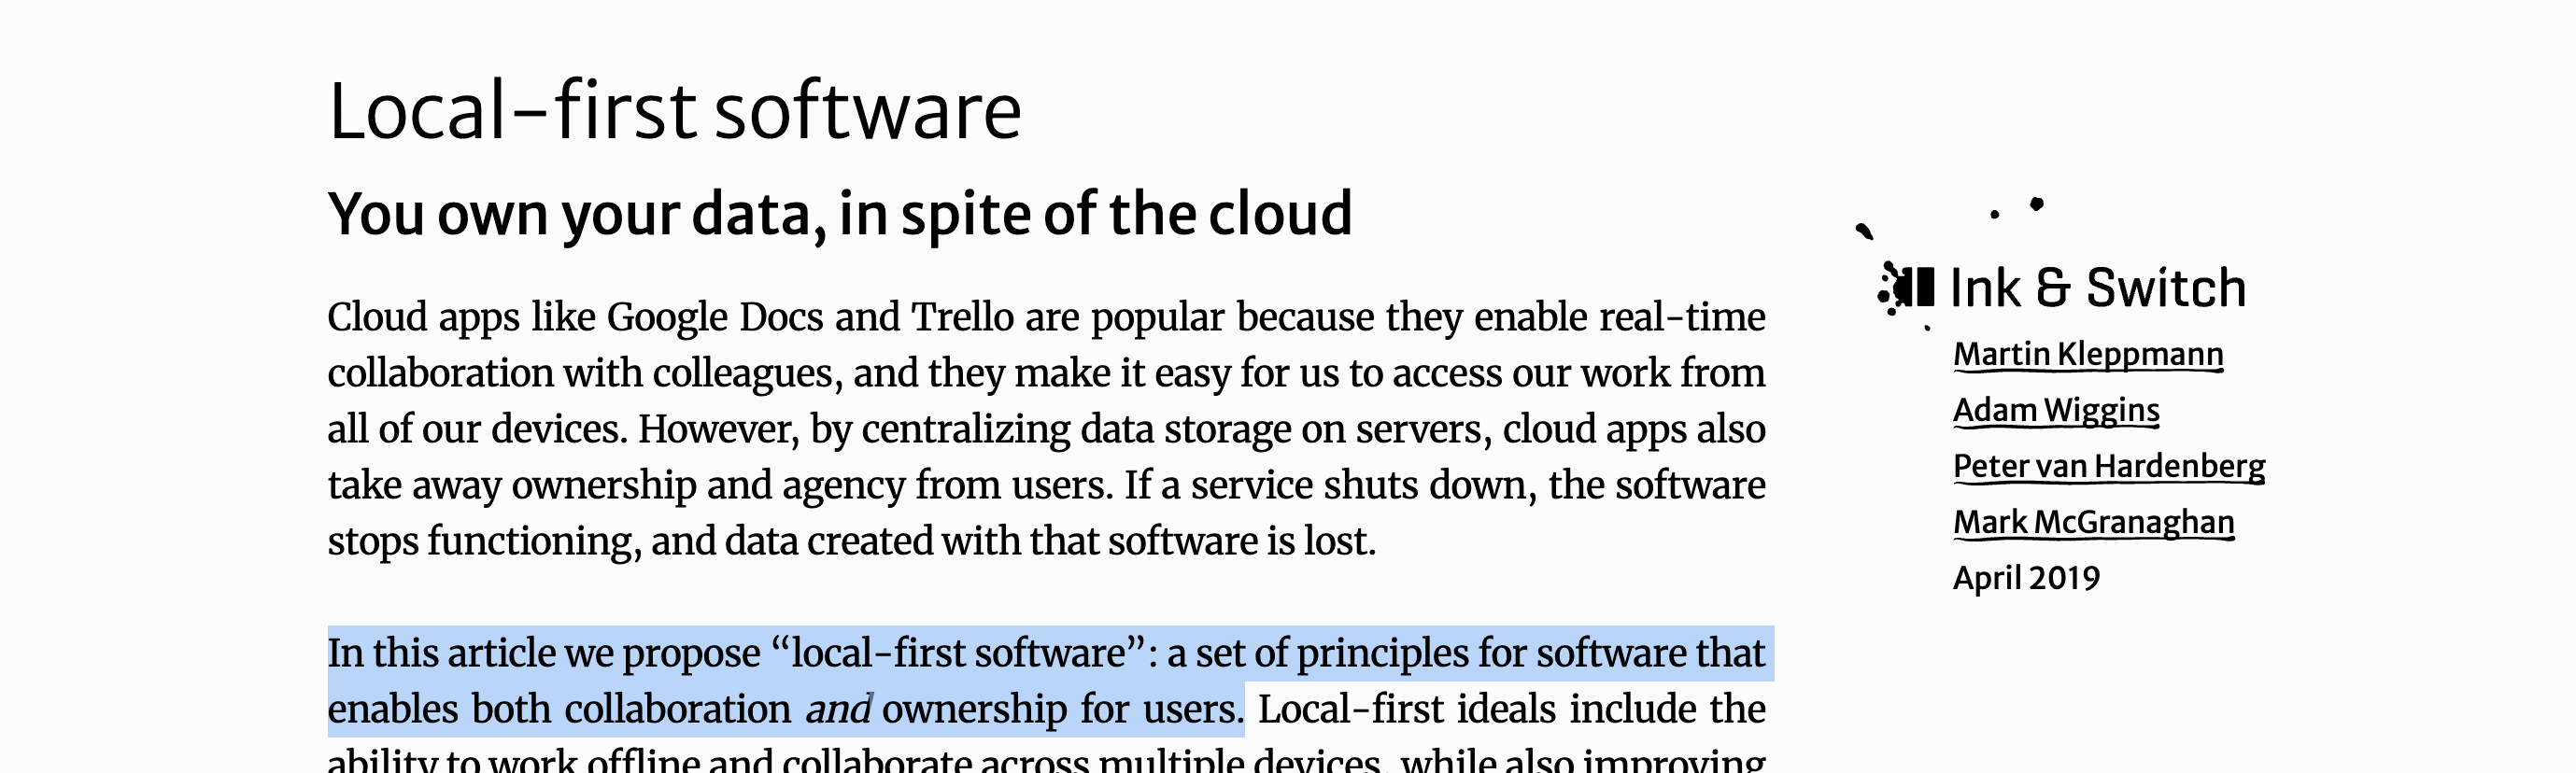 Local-first software
You own your data, in spite of the cloud
Cloud apps like Google Docs and Trello are popular because they enable real-time
collaboration with colleagues, and they make it easy for us to access our work from
all of our devices. However, by centralizing data storage on servers, cloud apps also
take away ownership and agency from users. If a service shuts down, the software
stops functioning, and data created with that software is lost.
In this article we propose “local-first software”: a set of principles for software that
enables both collaboration and ownership for users. Local-first ideals include the
ability to work offline and collaborate across multiple devices, while also improving
Ink & Switch
Martin Kleppmann
Adam Wiggins
Peter van Hardenberg
Mark McGranaghan
April 2019